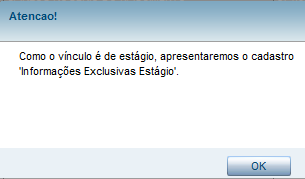 Atencao!
Como o vínculo é de estágio, apresentaremos o cadastro
'Informações Exclusivas Estágio'.
OK